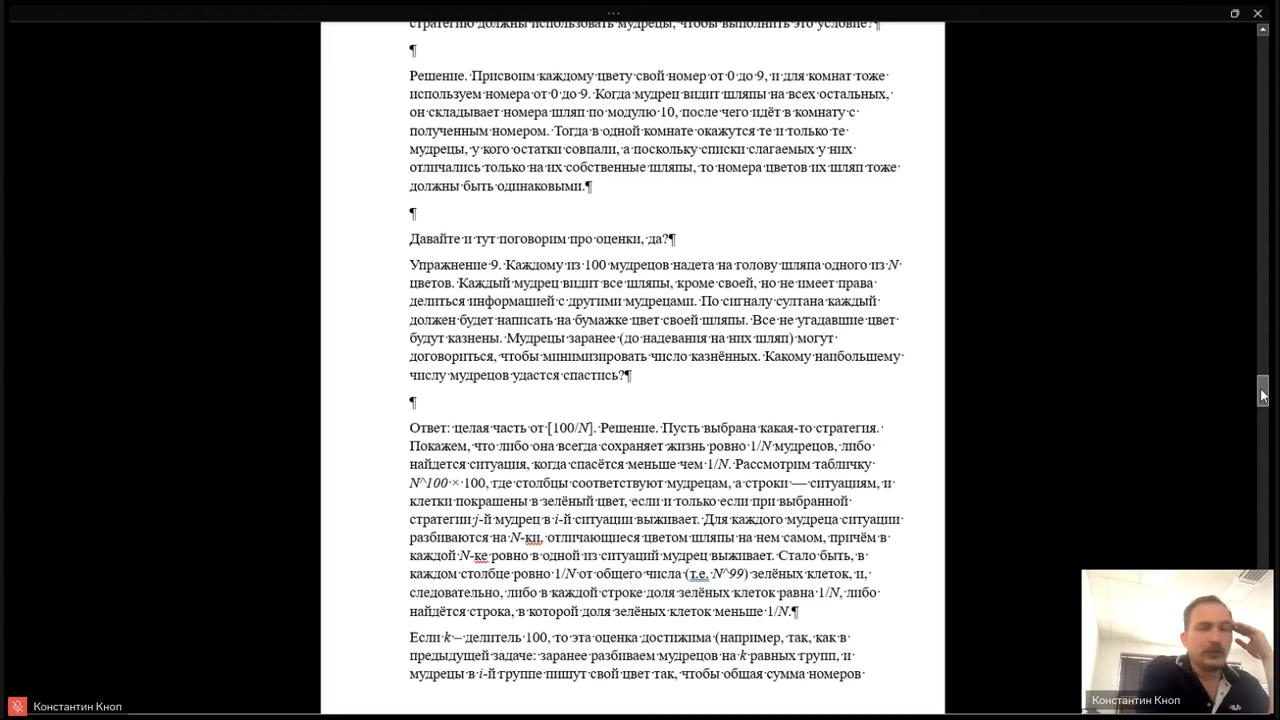 стратегию должны использовать мудрецы, чтобы выполнить это условие?¶
¶
Решение. Присвоим каждому цвету свой номер от 0 до 9, и для комнат тоже
используем номера от 0 до 9. Когда мудрец видит шляпы на всех остальных,
он складывает номера шляп по модулю 10, после чего идёт в комнату с
полученным номером. Тогда в одной комнате окажутся те и только те
мудрецы, у кого остатки совпали, а поскольку списки слагаемых у них
отличались только на их собственные шляпы, то номера цветов их шляп тоже
должны быть одинаковыми.¶
¶
Давайте и тут поговорим про оценки, да?¶
Упражнение 9. Каждому из 100 мудрецов надета на голову шляпа одного из N
цветов. Каждый мудрец видит все шляпы, кроме своей, но не имеет права
делиться информацией с другими мудрецами. По сигналу султана каждый
должен будет написать на бумажке цвет своей шляпы. Все не угадавшие цвет
будут казнены. Мудрецы заранее (до надевания на них шляп) могут
договориться, чтобы минимизировать число казнённых. Какому наибольшему
числу мудрецов удастся спастись?¶
¶
Ответ: целая часть от [100/N]. Решение. Пусть выбрана какая-то стратегия.
Покажем, что либо она всегда сохраняет жизнь ровно 1/N мудрецов, либо
найдется ситуация, когда спасётся меньше чем 1/N. Рассмотрим табличку
N^100 × 100, где столбцы соответствуют мудрецам, а строки — ситуациям, и
клетки покрашены в зелёный цвет, если и только если при выбранной
стратегии j-й мудрец в i-й ситуации выживает. Для каждого мудреца ситуации
разбиваются на N-ки, отличающиеся цветом шляпы на нем самом, причём в
каждой N-ке ровно в одной из ситуаций мудрец выживает. Стало быть, в
каждом столбце ровно 1/N от общего числа (т.е. N^99) зелёных клеток, и,
следовательно, либо в каждой строке доля зелёных клеток равна 1/N, либо
найдётся строка, в которой доля зелёных клеток меньше 1/N.¶
Если k – делитель 100, то эта оценка достижима (например, так, как в
предыдущей задаче: заранее разбиваем мудрецов на k равных групп, и
мудрецы в i-й группе пишут свой цвет так, чтобы общая сумма номеров
Константин Кноп
Константин Кноп